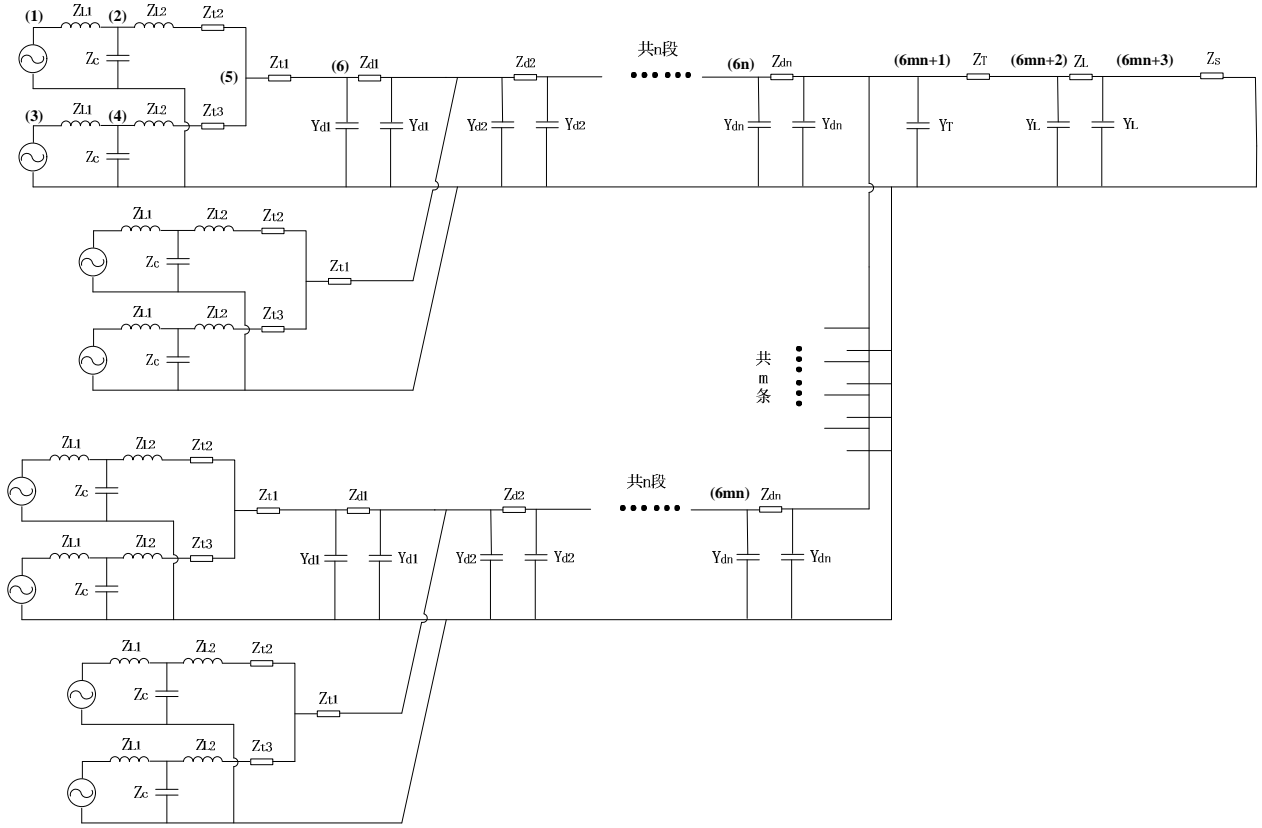 (1) ZL1 (2) ZL2 Zt2
Zc
(5) Zt1 (6) Zd1 Zd2 共n段 (6n) Zdn (6mn+1) ZT (6mn+2) ZL (6mn+3) Zs
(3) ZL1 (4) ZL2 Zt3
Zc Yd1 Yd1 Yd2 Yd2 Ydn Ydn YT YL YL
ZL1 ZL2 Zt2
Zc Zt1
ZL1 ZL2 Zt3
Zc
共
m
条
ZL1 ZL2 Zt2
Zc Zt1 Zd1 Zd2 共n段 (6mn) Zdn
ZL1 ZL2 Zt3
Zc Yd1 Yd1 Yd2 Yd2 Ydn Ydn
ZL1 ZL2 Zt2
Zc Zt1
ZL1 ZL2 Zt3
Zc